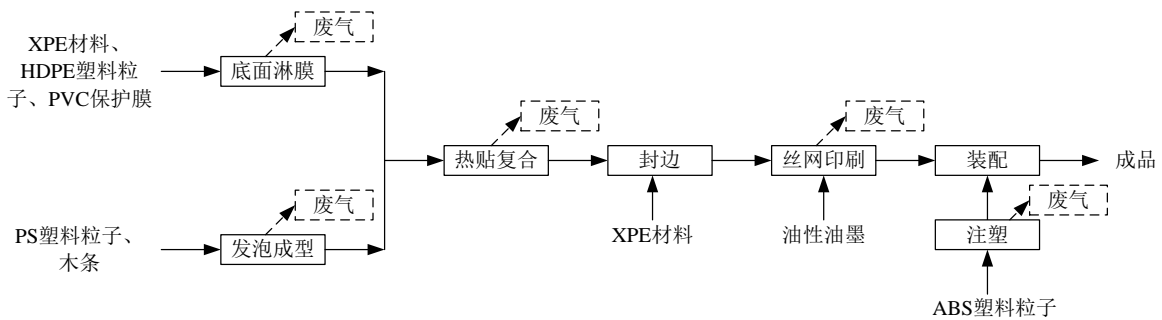 废气
XPE材料、
HDPE塑料粒
子、PVC保护膜
底面淋膜
废气
废气
热贴复合
封边
丝网印刷
装配
成品
废气
PS塑料粒子、
木条
发泡成型
XPE材料
油性油墨
废气
注塑
ABS塑料粒子